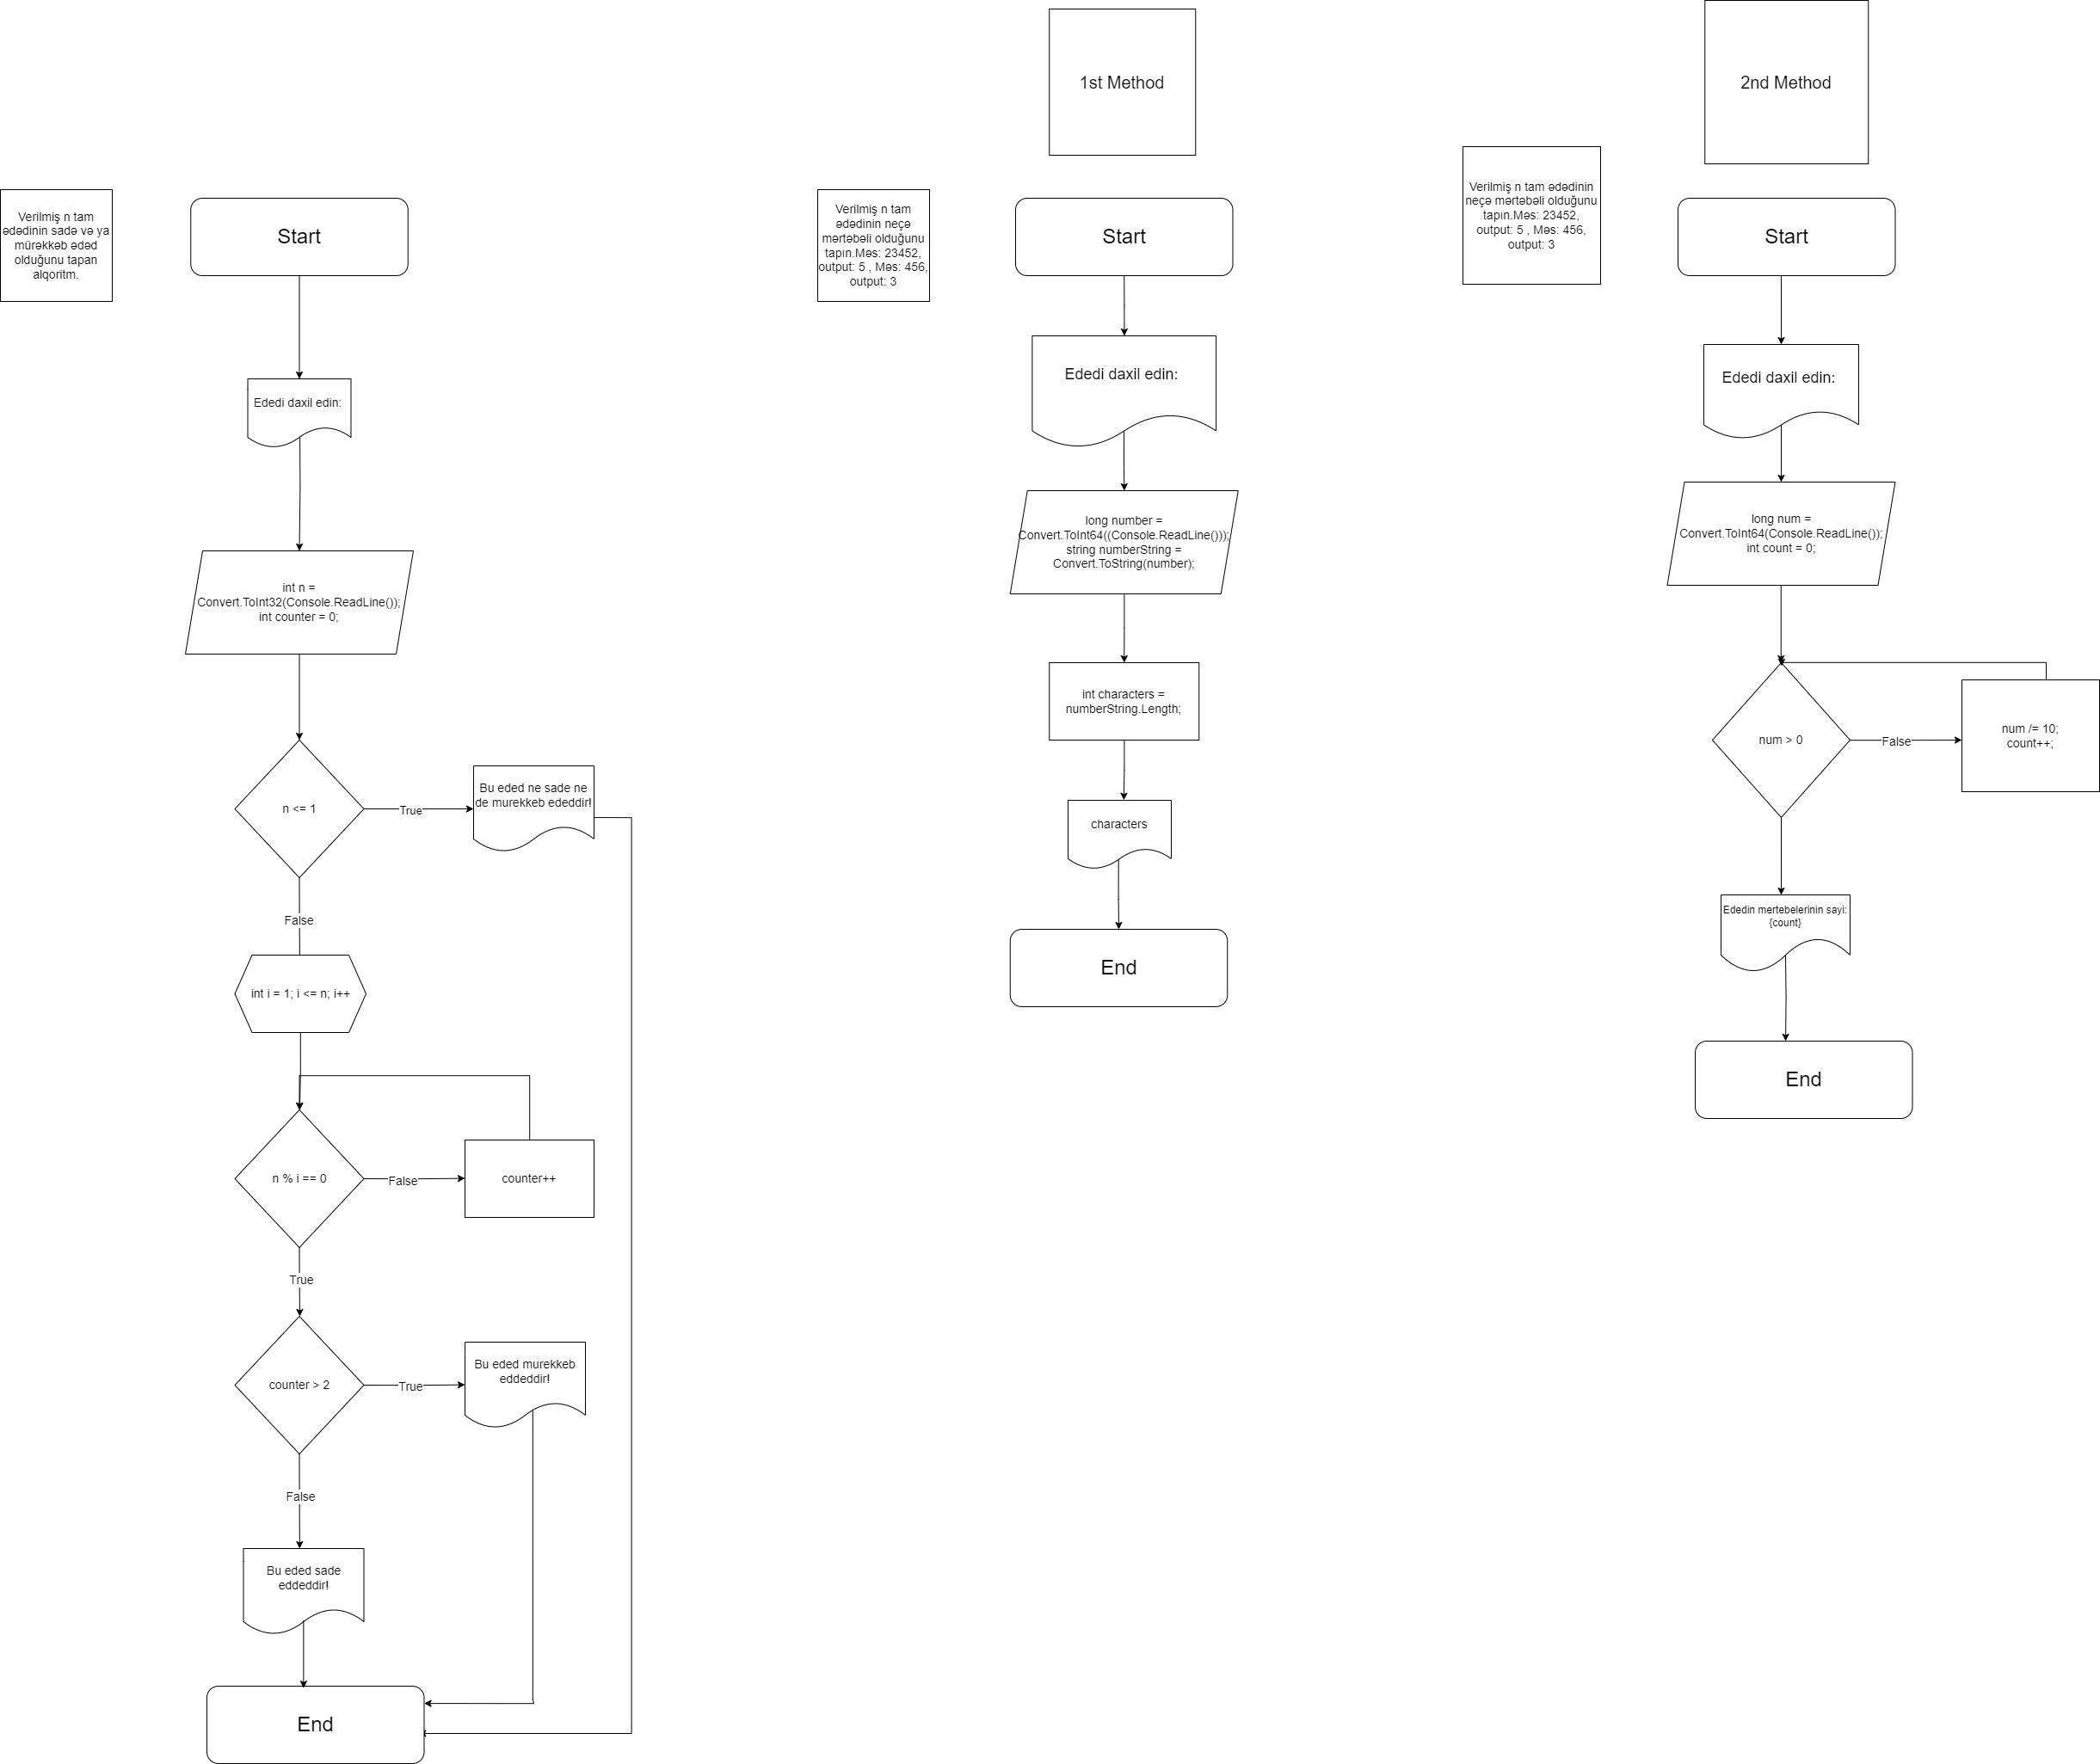 Verilmiş n tam
ədədinin sadə və ya
mürəkkəb ədəd
olduğunu tapan
alqoritm.
Start
Ededi daxil edin:
int n =
Convert.ToInt32(Console.ReadLine());
int counter = 0;
n <= 1
True
Bu eded ne sade ne
de murekkeb ededdir!
False
int i = 1; i <= n; i++
n % i == 0
False
counter++
True
counter > 2
True
Bu eded murekkeb
eddeddir!
False
Bu eded sade
eddeddir!
End
1st Method
Verilmiş n tam
ədədinin neçə
mərtəbəli olduğunu
tapın.Məs: 23452,
output: 5 , Məs: 456,
output: 3
Start
Ededi daxil edin:
long number =
Convert.ToInt64((Console.ReadLine()));
string numberString =
Convert.ToString(number);
int characters =
numberString.Length;
characters
End
2nd Method
Verilmiş n tam ədədinin
neçə mərtəbəli olduğunu
tapın.Məs: 23452,
output: 5 , Məs: 456,
output: 3
Start
Ededi daxil edin:
long num =
Convert.ToInt64(Console.ReadLine());
int count = 0;
num > 0
False
num /= 10;
count++;
Ededin mertebelerinin sayi:
{count}
End